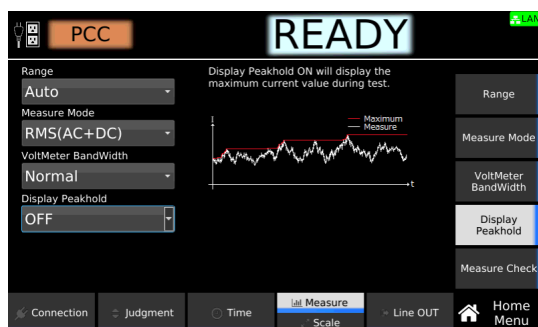 PCC
READY
LAN
Range
Auto
Measure Mode
RMS(AC+DC)
VoltMeter BandWidth
Normal
Display Peakhold
OFF
Display Peakhold ON will display the
maximum current value during test.
I
Maximum
Measure
t
Range
Measure Mode
VoltMeter
BandWidth
Display
Peakhold
Measure Check
Connection
Judgment
Time
Measure
Scale
Line OUT
Home
Menu